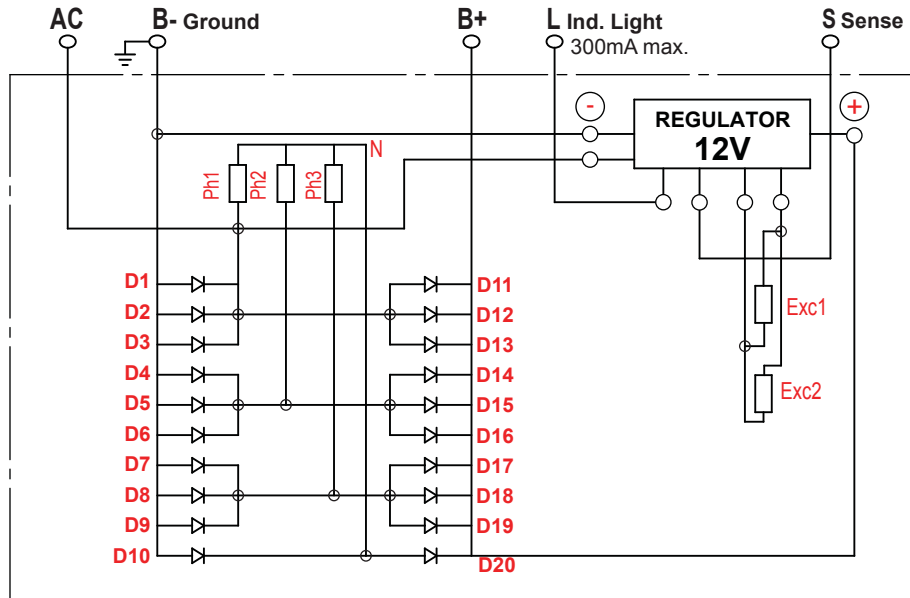 AC
B- Ground
B+
L Ind. Light
300mA max.
S Sense
-
+
REGULATOR
12V
N
Ph1
Ph2
Ph3
D1
D11
D2
D12
D3
D13
Exc1
D4
D14
D5
D15
Exc2
D6
D16
D7
D17
D8
D18
D9
D19
D10
D20